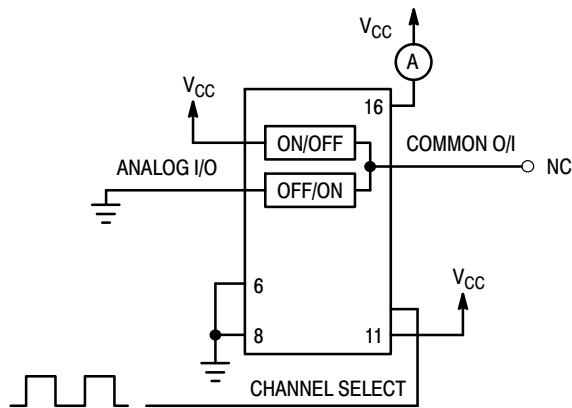 VCC
A
VCC
16
ON/OFF
COMMON O/I
NC
ANALOG I/O
OFF/ON
VCC
6
8
11
CHANNEL SELECT